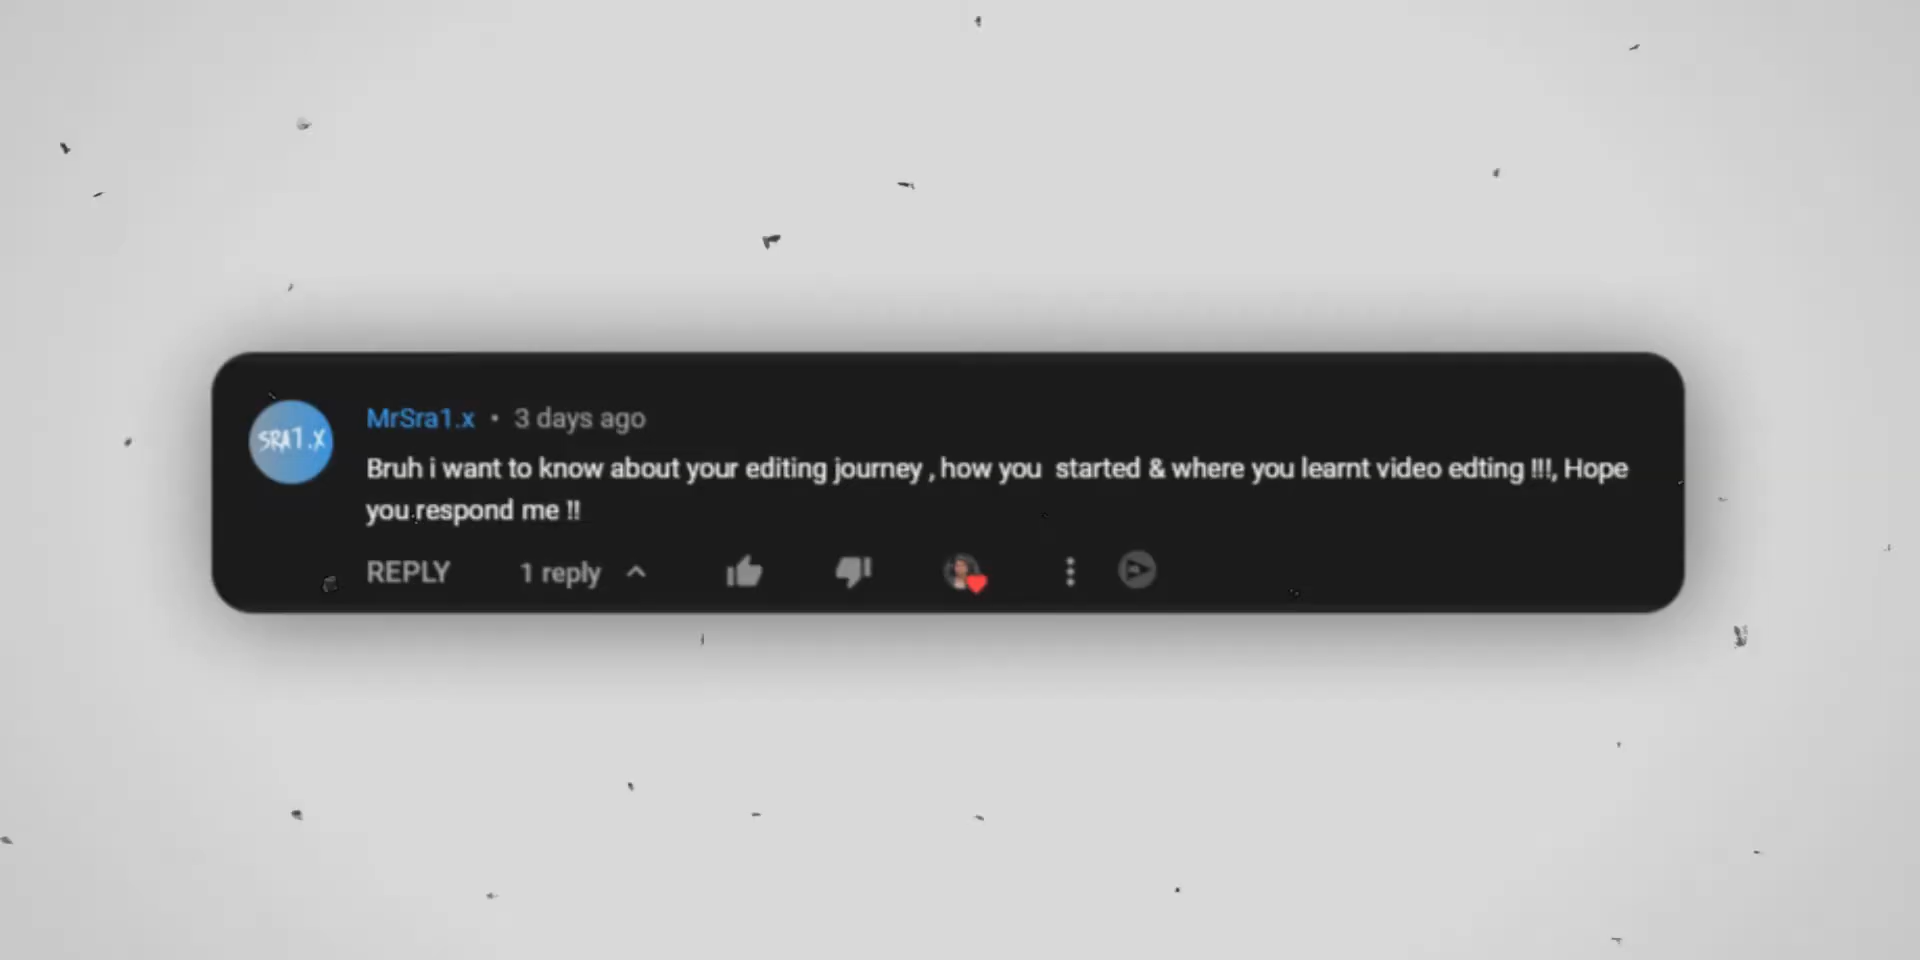 SRA1.X
MrSra1.x • 3 days ago
Bruh i want to know about your editing journey , how you  started & where you learnt video edting !!!, Hope
you respond me !!
REPLY 1 reply